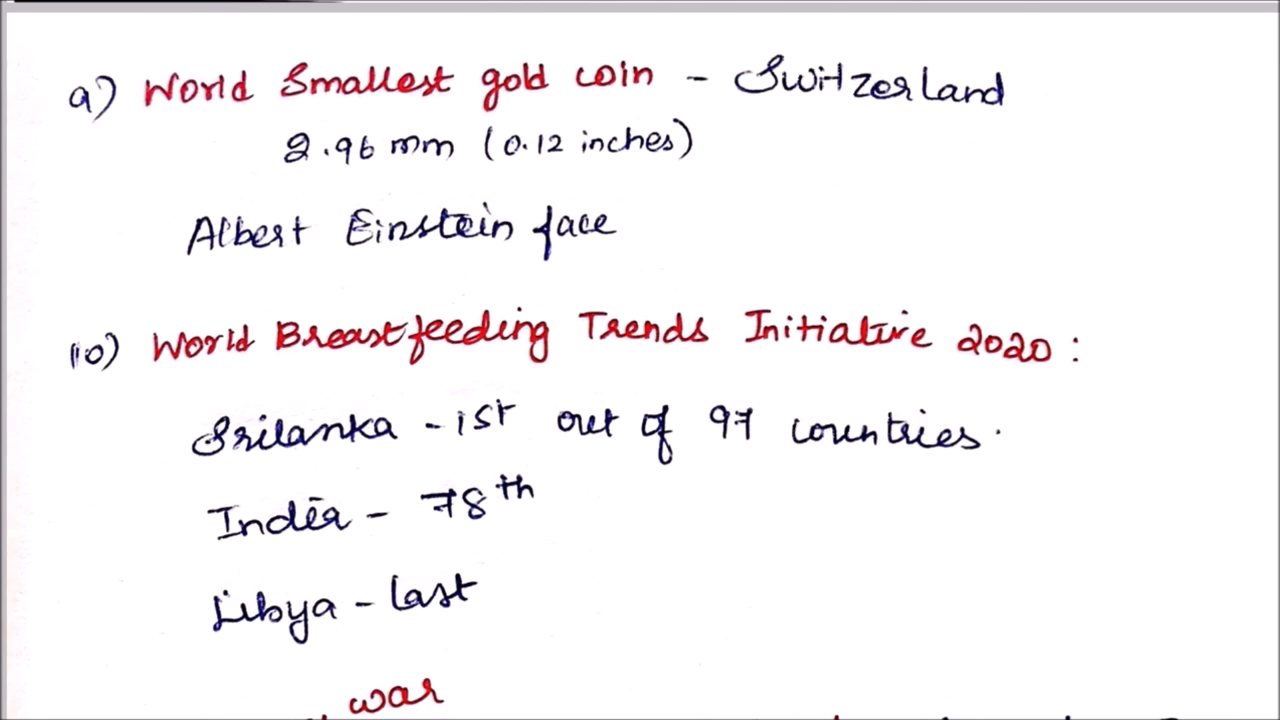 9) World Smallest gold coin - Switzerland
2.96 mm (0.12 inches)
Albert Einstein face
10) World Breastfeeding Trends Initiative 2020 :
Srilanka - 1st out of 97 countries.
India - 78th
Libya - Last
war